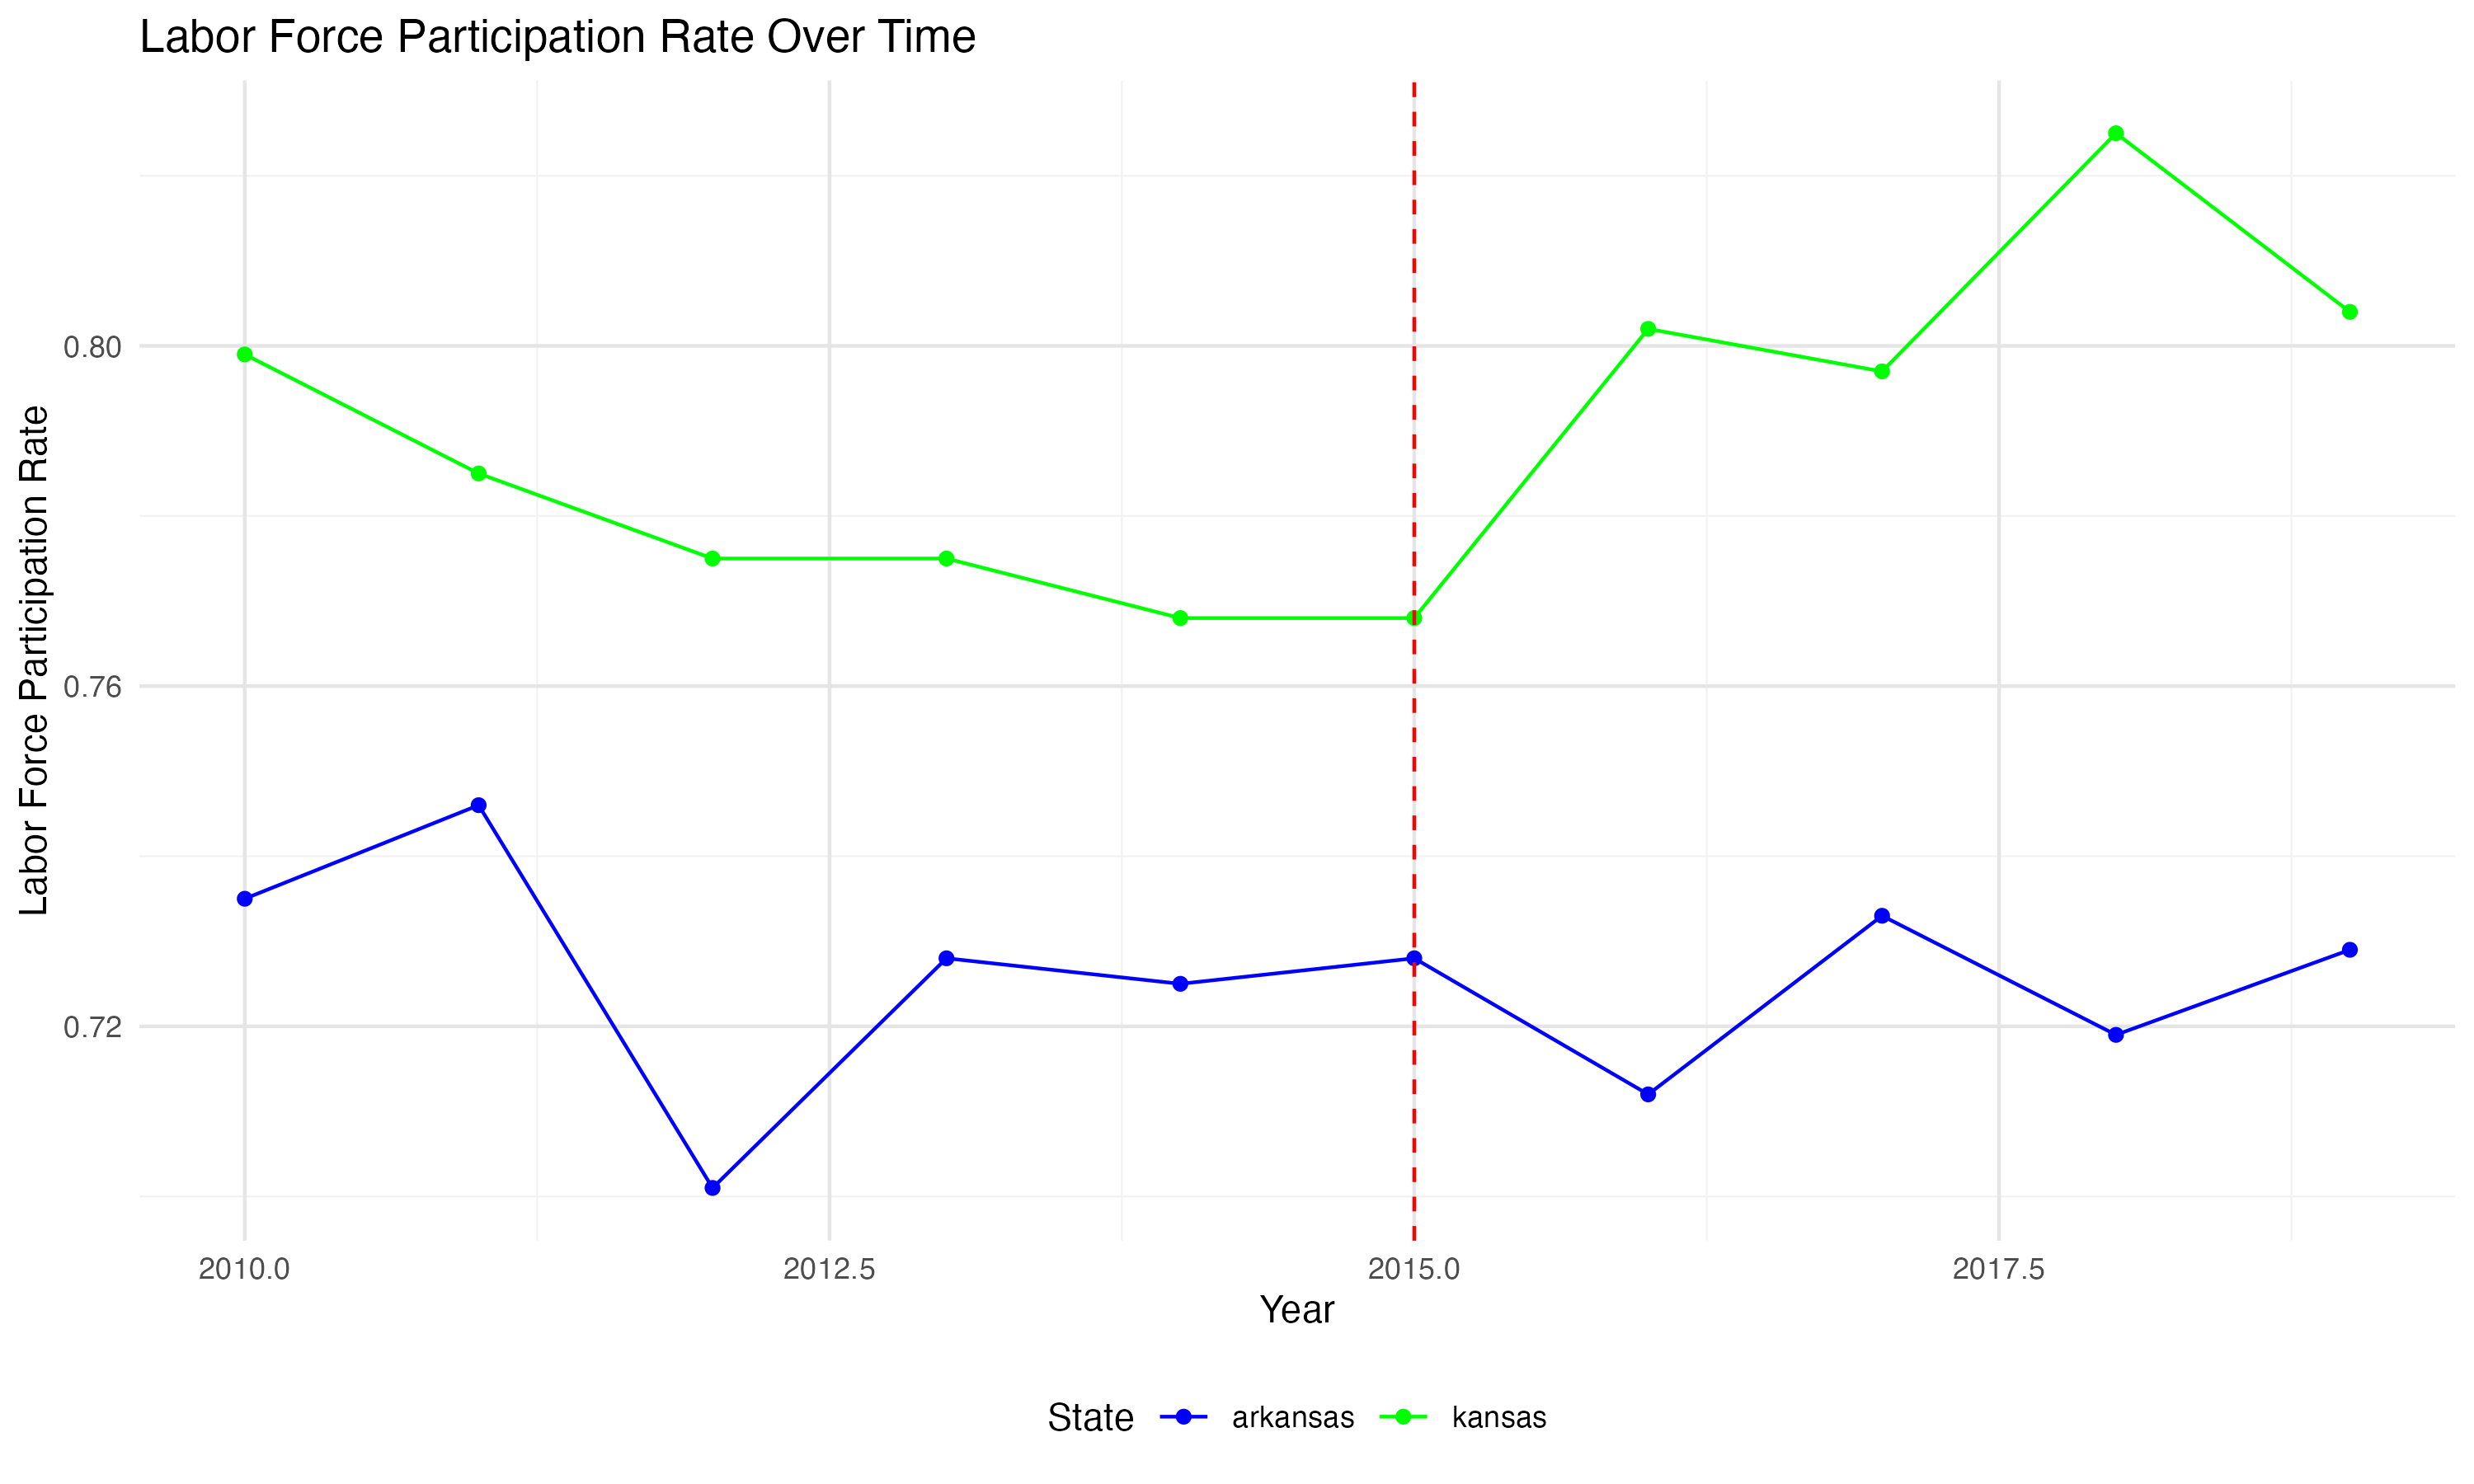 Labor Force Participation Rate Over Time
Labor Force Participation Rate
0.80
0.76
0.72
2010.0 2012.5 2015.0 2017.5
Year
State arkansas kansas